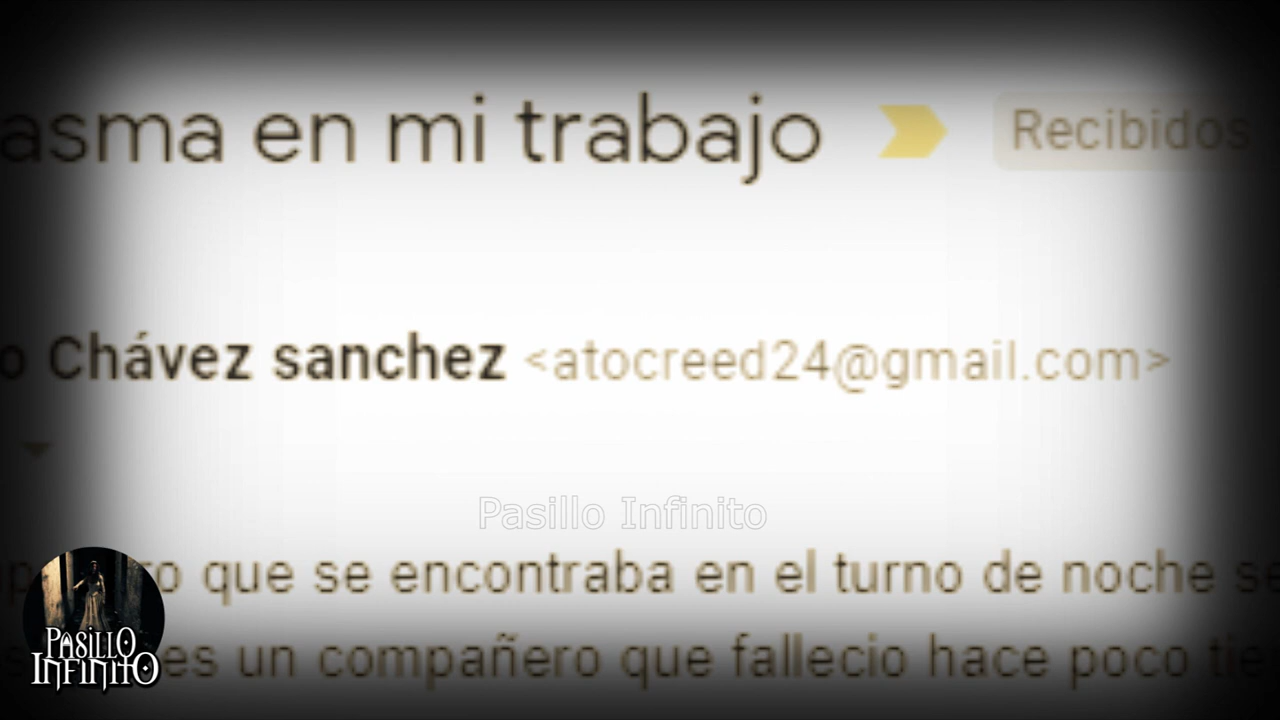 asma en mi trabajo Recibidos
o Chávez sanchez <atocreed24@gmail.com>
Pasillo Infinito
o que se encontraba en el turno de noche se
es un compañero que fallecio hace poco tie
PASILLO
INFINITO